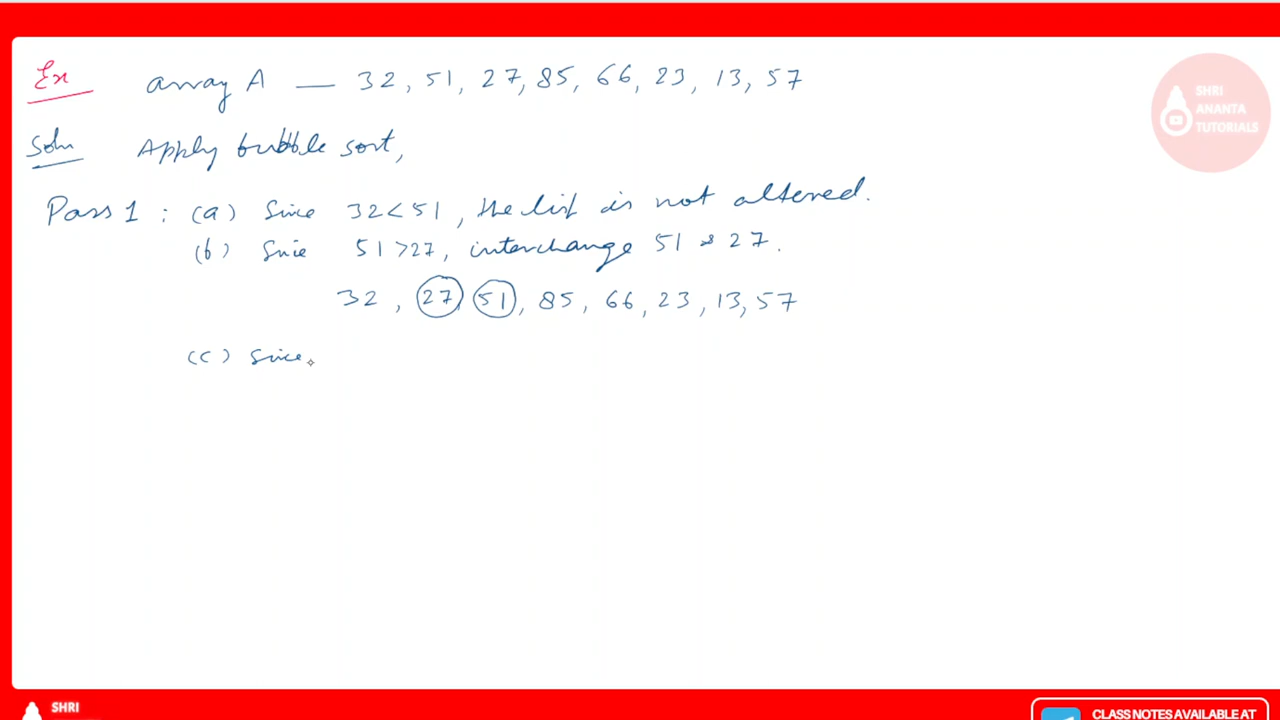 Ex array A — 32, 51, 27, 85, 66, 23, 13, 57
SHRI
ANANTA
TUTORIALS
Soln Apply bubble sort,
Pass 1 : (a) Since 32 < 51, the list is not altered.
(b) Since 51 > 27, interchange 51 & 27.
32, 27, 51, 85, 66, 23, 13, 57
(c) Since
SHRI
CLASS NOTES AVAILABLE AT